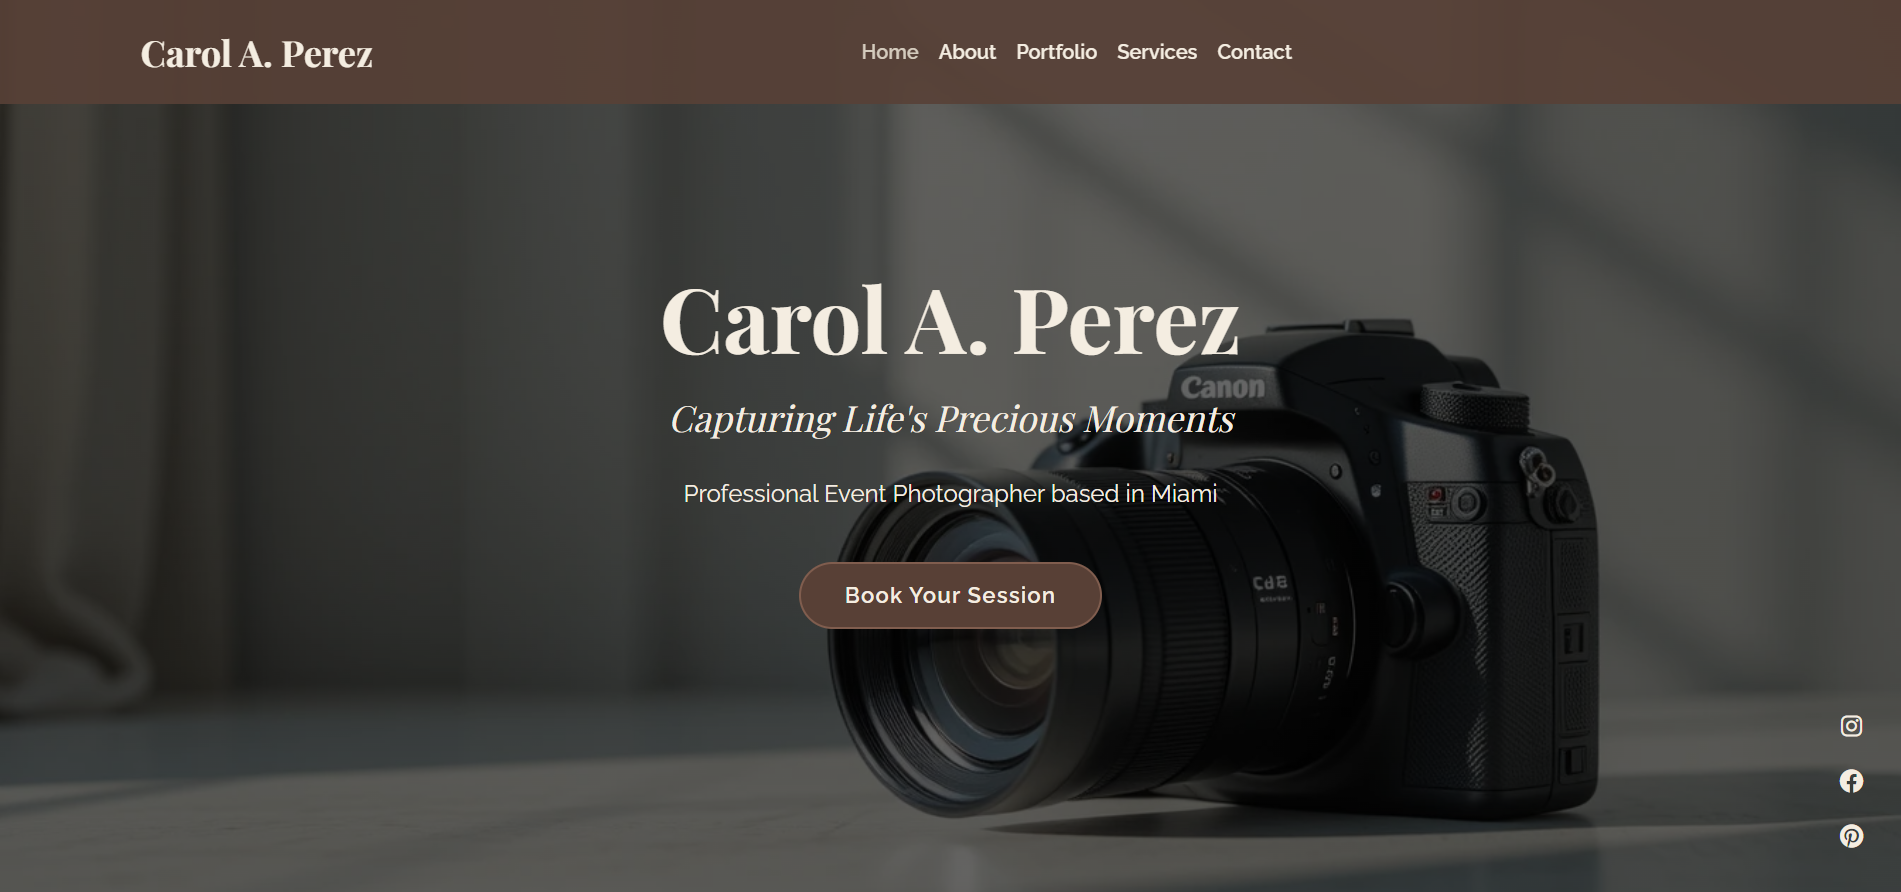 Carol A. Perez
Home About Portfolio Services Contact
Carol A. Perez
Canon
Capturing Life's Precious Moments
Professional Event Photographer based in Miami
Book Your Session